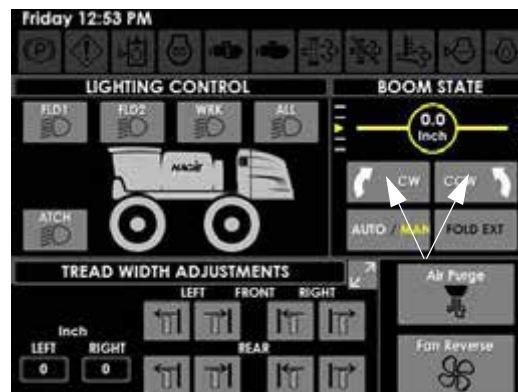 Friday 12:53 PM
LIGHTING CONTROL
FLD1 FLD2 WRK ALL
HAGIE
ATCH
BOOM STATE
0.0
Inch
CW CCW
AUTO / MAN FOLD EXT
TREAD WIDTH ADJUSTMENTS
LEFT FRONT RIGHT
Inch
LEFT RIGHT
0 0
REAR
Air Purge
Fan Reverse